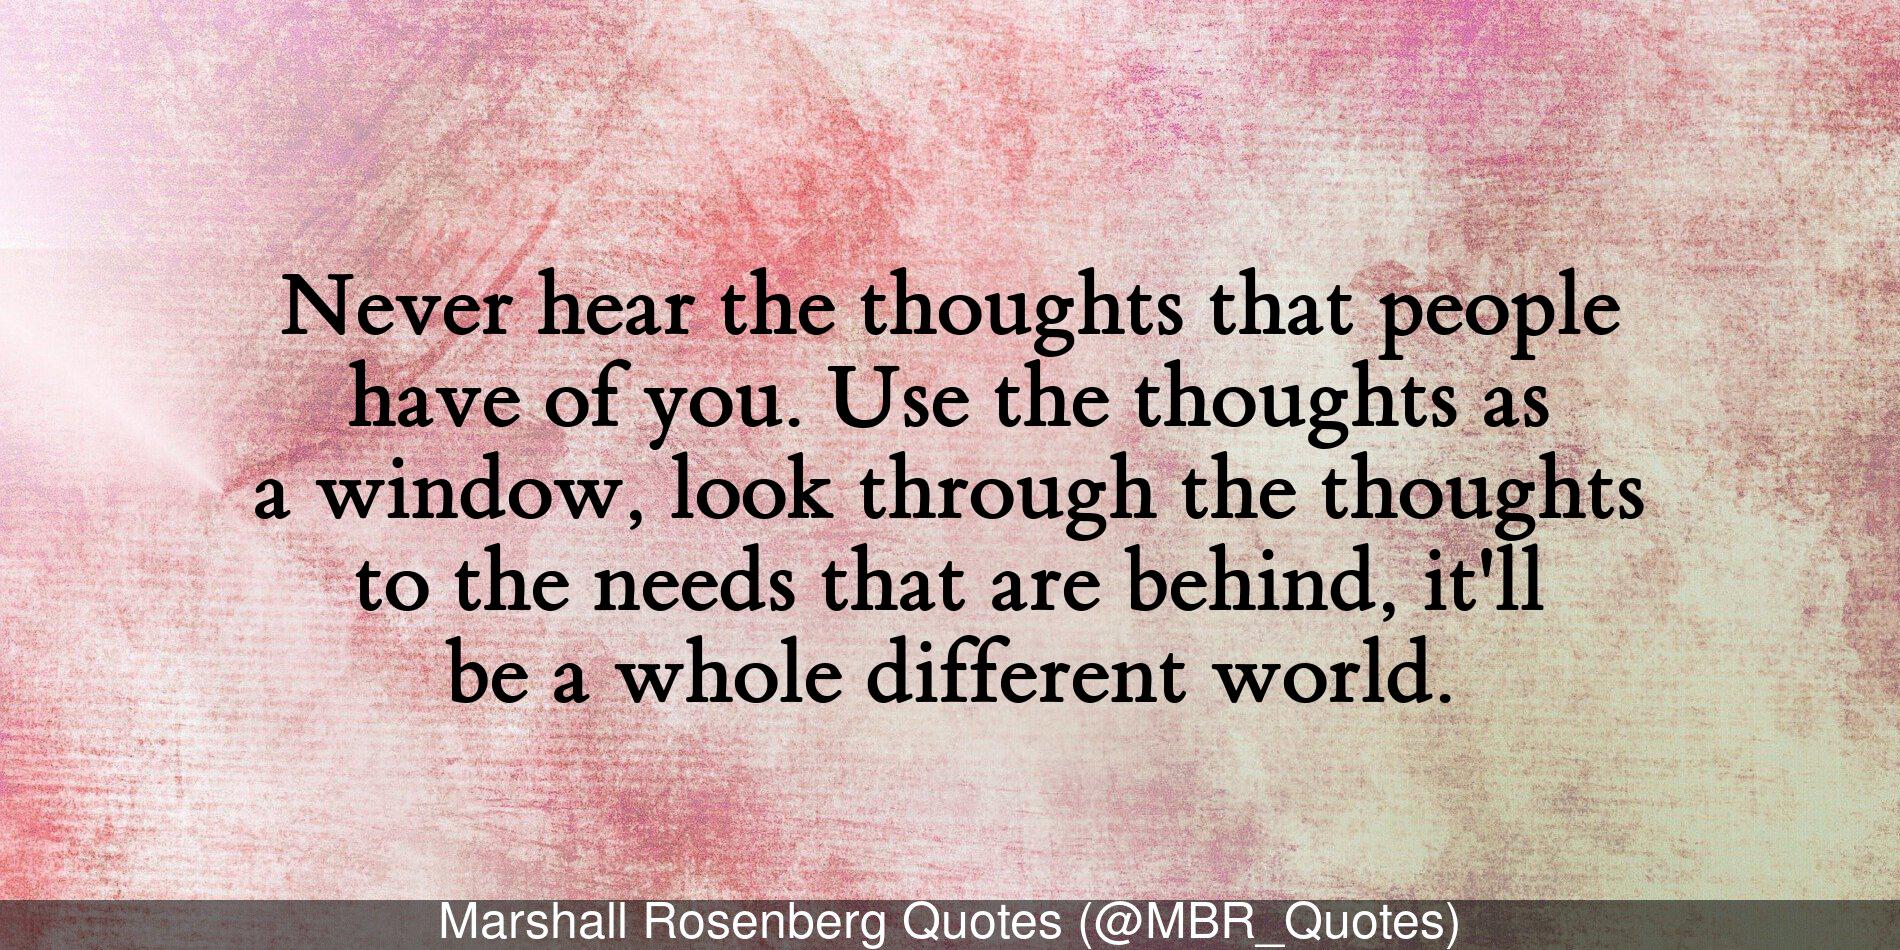 Never hear the thoughts that people
have of you. Use the thoughts as
a window, look through the thoughts
to the needs that are behind, it'll
be a whole different world.
Marshall Rosenberg Quotes (@MBR_Quotes)